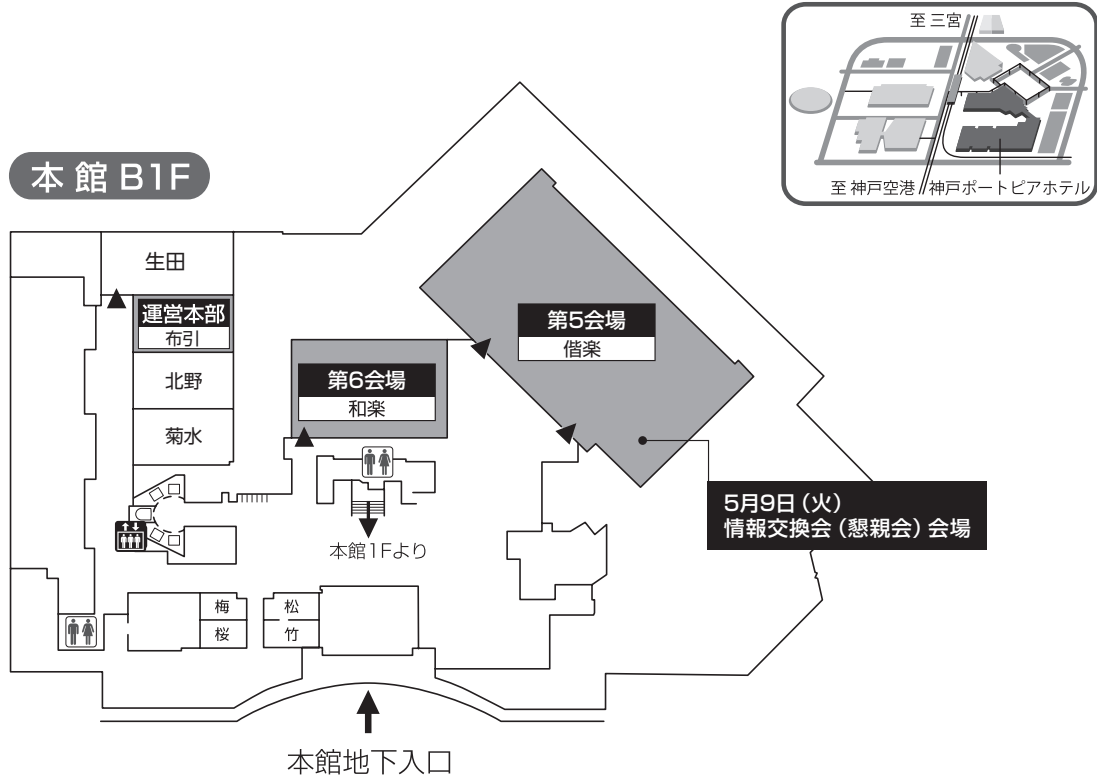 至 三宮
至 神戸空港
神戸ポートピアホテル
本館 B1F
生田
運営本部
布引
北野
菊水
第5会場
偕楽
第6会場
和楽
5月9日（火）
情報交換会（懇親会）会場
本館1Fより
梅
桜
松
竹
本館地下入口